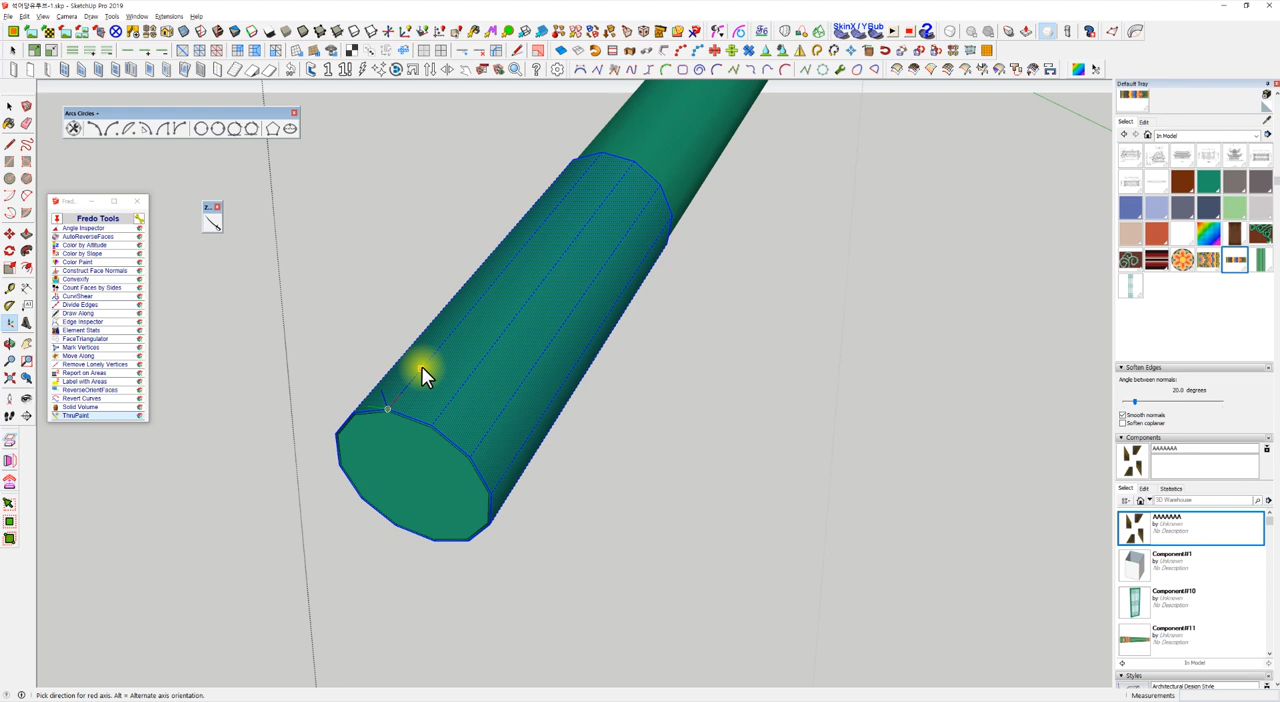 석어당유투브-1.skp - SketchUp Pro 2019
File Edit View Camera Draw Tools Window Extensions Help
Arcs Circles +
Fred...
Z...
Fredo Tools
Angle Inspector
AutoReverseFaces
Color by Altitude
Color by Slope
Color Paint
Construct Face Normals
Convexify
Count Faces by Sides
CurviShear
Divide Edges
Draw Along
Edge Inspector
Element Stats
FaceTriangulator
Mark Vertices
Move Along
Remove Lonely Vertices
Report on Areas
Label with Areas
ReverseOrientFaces
Revert Curves
Solid Volume
ThruPaint
Default Tray
Select Edit
In Model
Soften Edges
Angle between normals:
20.0 degrees
Smooth normals
Soften coplanar
Components
AAAAAAA
Select Edit Statistics
3D Warehouse
AAAAAAA
by Unknown
No Description
Component#1
by Unknown
No Description
Component#10
by Unknown
No Description
Component#11
by Unknown
No Description
In Model
Styles
Architectural Design Style
Pick direction for red axis. Alt = Alternate axis orientation.
Measurements